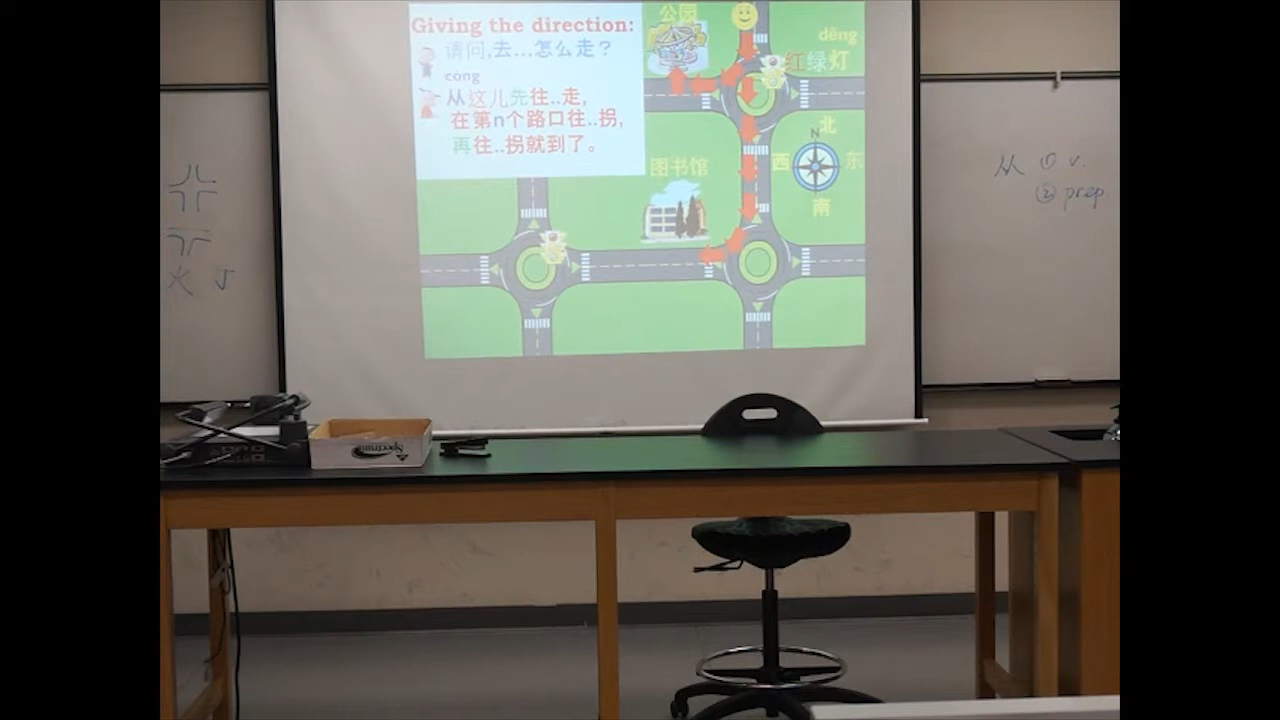 Giving the direction:
请问,去...怎么走？
cóng
从这儿先往..走,
在第n个路口往..拐,
再往..拐就到了。
公园
děng
红绿灯
N
北
西
东
南
图书馆
从 ① v.
② prep.
Spectrum